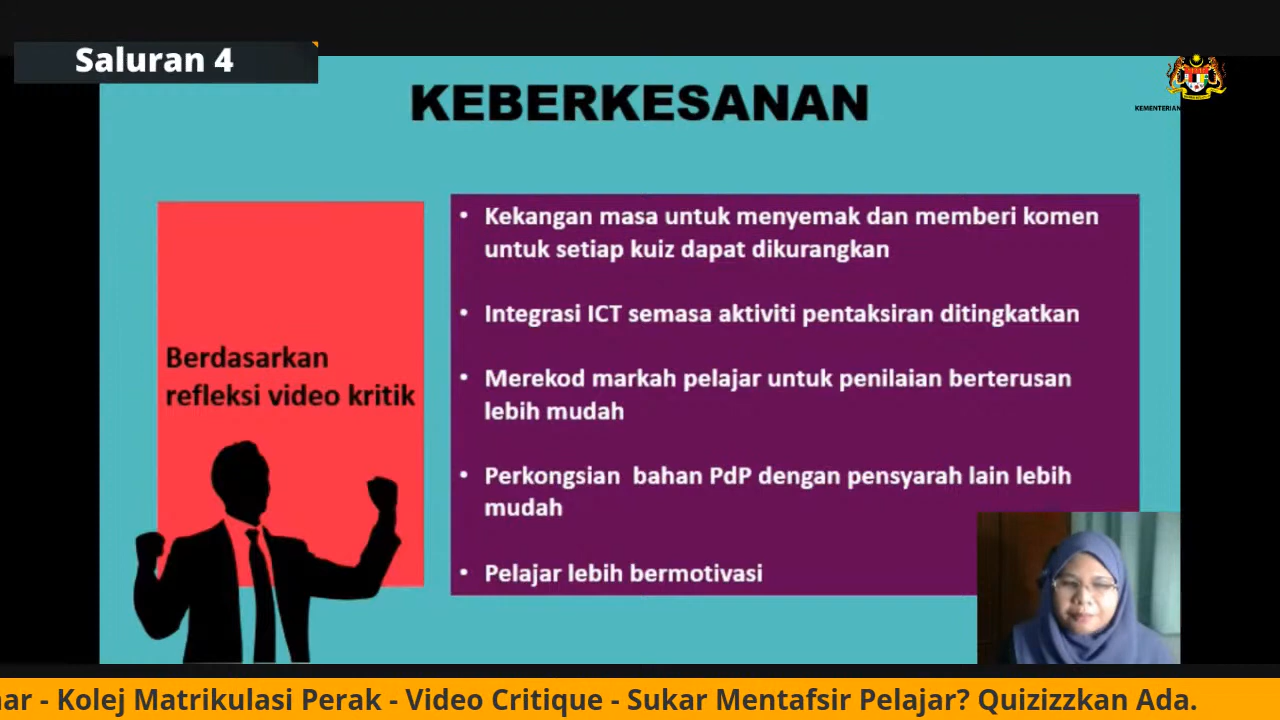 Saluran 4
KEMENTERIAN
KEBERKESANAN
Berdasarkan
refleksi video kritik
• Kekangan masa untuk menyemak dan memberi komen
untuk setiap kuiz dapat dikurangkan
• Integrasi ICT semasa aktiviti pentaksiran ditingkatkan
• Merekod markah pelajar untuk penilaian berterusan
lebih mudah
• Perkongsian bahan PdP dengan pensyarah lain lebih
mudah
• Pelajar lebih bermotivasi
- Kolej Matrikulasi Perak - Video Critique - Sukar Mentafsir Pelajar? Quizizzkan Ada.